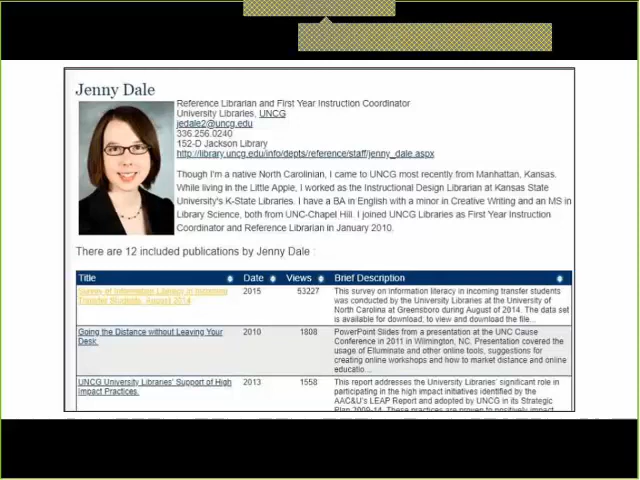 Jenny Dale
Reference Librarian and First Year Instruction Coordinator
University Libraries, UNCG
jedale2@uncg.edu
336.256.0240
152-D Jackson Library
http://library.uncg.edu/info/depts/reference/staff/jenny_dale.aspx
Though I'm a native North Carolinian, I came to UNCG most recently from Manhattan, Kansas.
While living in the Little Apple, I worked as the Instructional Design Librarian at Kansas State
University's K-State Libraries. I have a BA in English with a minor in Creative Writing and an MS in
Library Science, both from UNC-Chapel Hill. I joined UNCG Libraries as First Year Instruction
Coordinator and Reference Librarian in January 2010.
There are 12 included publications by Jenny Dale :
Title Date Views Brief Description
Survey of Information Literacy in Incoming 2015 53227 This survey on information literacy in incoming transfer students
Transfer Students, August 2014 was conducted by the University Libraries at the University of
North Carolina at Greensboro during August of 2014. The data set
is available for download, to view and download the file...
Going the Distance without Leaving Your 2010 1808 PowerPoint Slides from a presentation at the UNC Cause
Desk. Conference in 2011 in Wilmington, NC. Presentation covered the
usage of Elluminate and other online tools, suggestions for
creating online workshops and how to market distance and online
educatio...
UNCG University Libraries' Support of High 2013 1558 This report addresses the University Libraries' significant role in
Impact Practices. participating in the high impact initiatives identified by the
AAC&U's LEAP Report and adopted by UNCG in its Strategic
Plan 2009-14. These practices are proven to positively impact